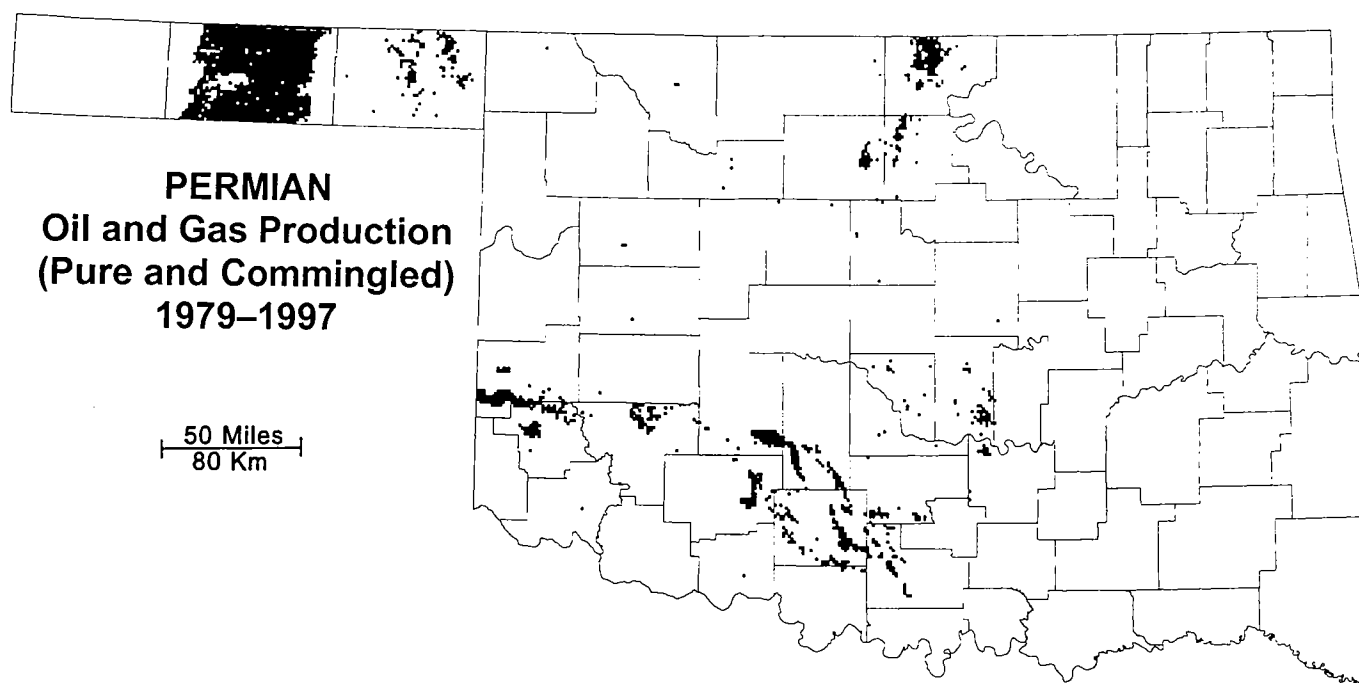 PERMIAN
Oil and Gas Production
(Pure and Commingled)
1979–1997
50 Miles
80 Km